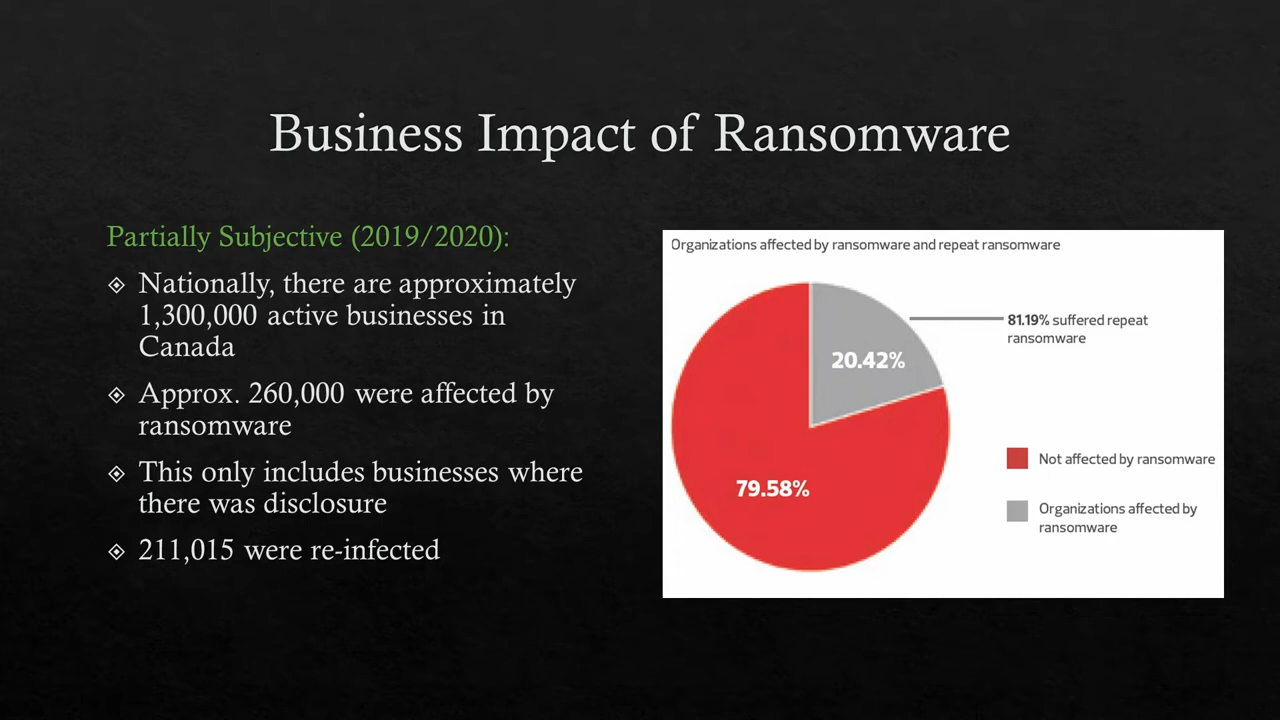 Business Impact of Ransomware
Partially Subjective (2019/2020):
Nationally, there are approximately
1,300,000 active businesses in
Canada
Approx. 260,000 were affected by
ransomware
This only includes businesses where
there was disclosure
211,015 were re-infected
Organizations affected by ransomware and repeat ransomware
81.19% suffered repeat
ransomware
20.42%
79.58%
Not affected by ransomware
Organizations affected by
ransomware